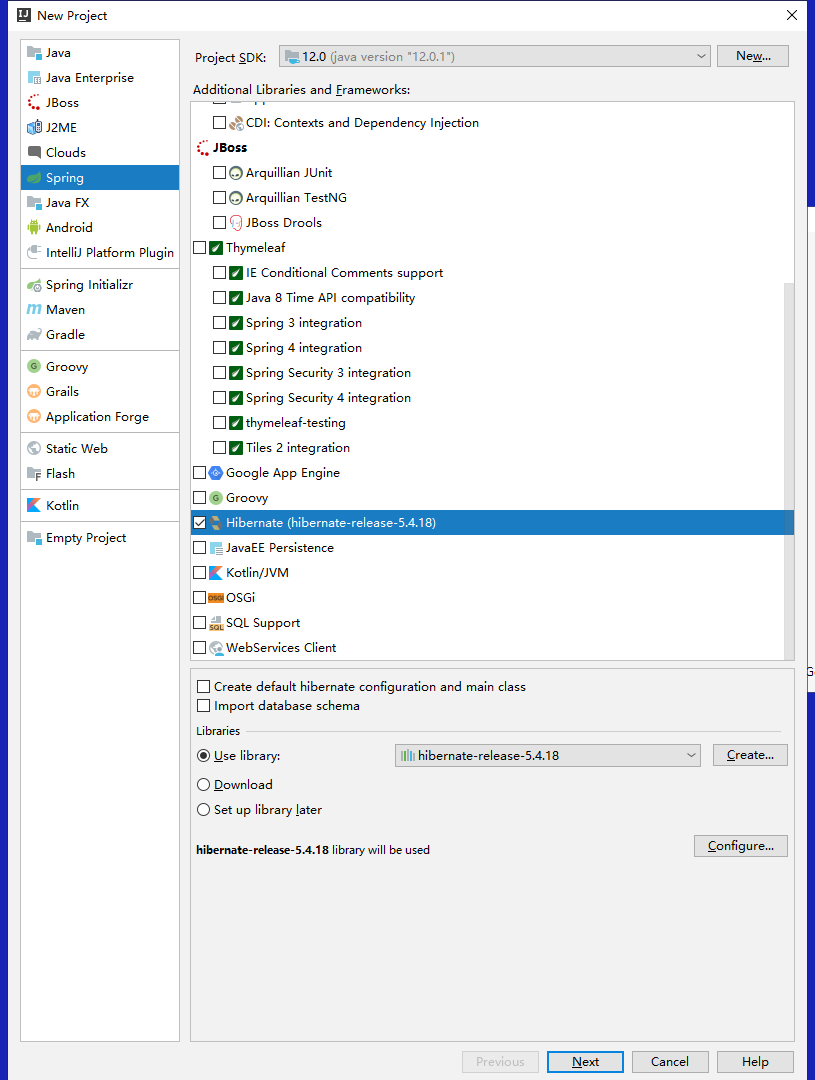 New Project
Java
Java Enterprise
JBoss
J2ME
Clouds
Spring
Java FX
Android
IntelliJ Platform Plugin
Spring Initializr
Maven
Gradle
Groovy
Grails
Application Forge
Static Web
Flash
Kotlin
Empty Project
Project SDK: 12.0 (java version "12.0.1") New...
Additional Libraries and Frameworks:
CDI: Contexts and Dependency Injection
JBoss
Arquillian JUnit
Arquillian TestNG
JBoss Drools
Thymeleaf
IE Conditional Comments support
Java 8 Time API compatibility
Spring 3 integration
Spring 4 integration
Spring Security 3 integration
Spring Security 4 integration
thymeleaf-testing
Tiles 2 integration
Google App Engine
Groovy
Hibernate (hibernate-release-5.4.18)
JavaEE Persistence
Kotlin/JVM
OSGi
SQL Support
WebServices Client
Create default hibernate configuration and main class
Import database schema
Libraries
Use library: hibernate-release-5.4.18 Create...
Download
Set up library later
hibernate-release-5.4.18 library will be used Configure...
Previous Next Cancel Help